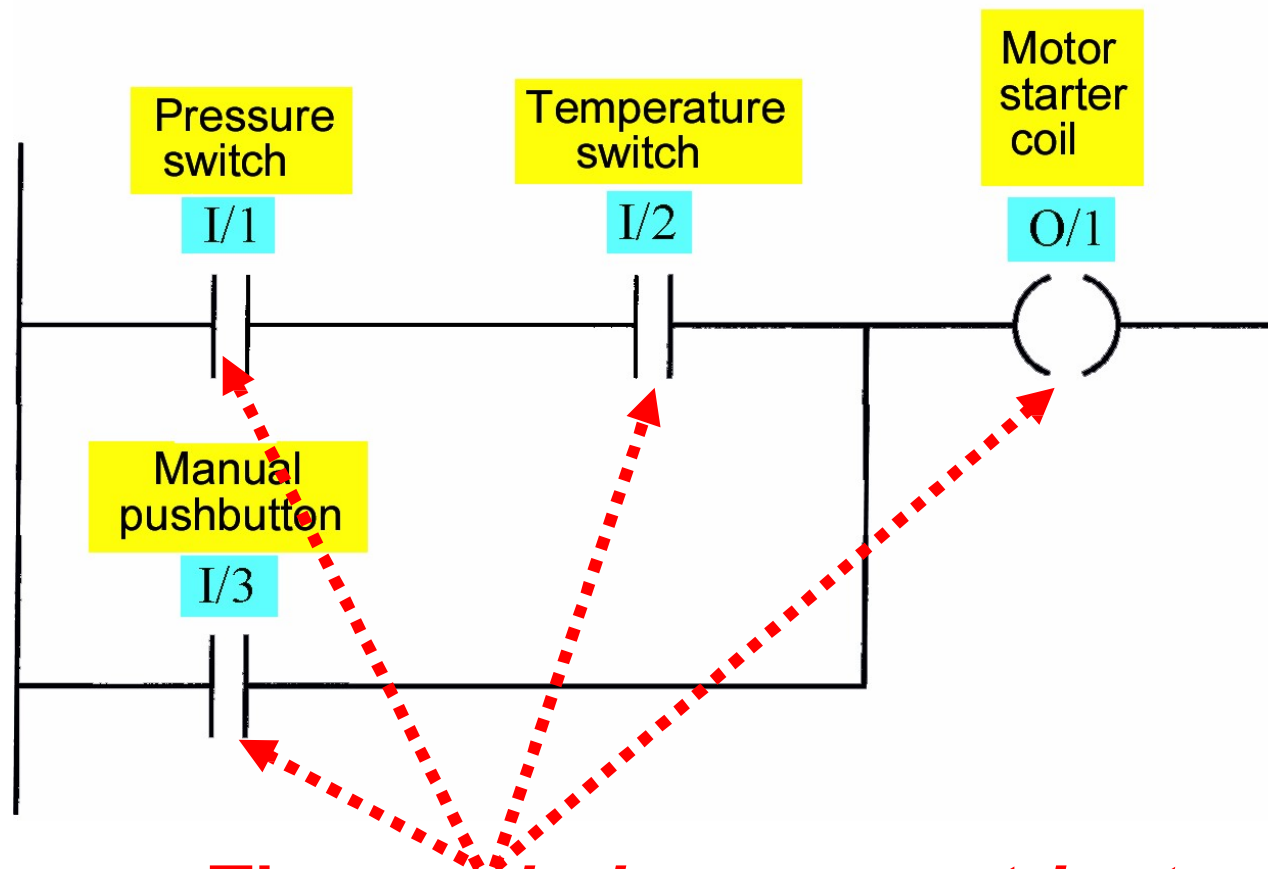 Pressure
switch
I/1
Temperature
switch
I/2
Motor
starter
coil
O/1
Manual
pushbutton
I/3